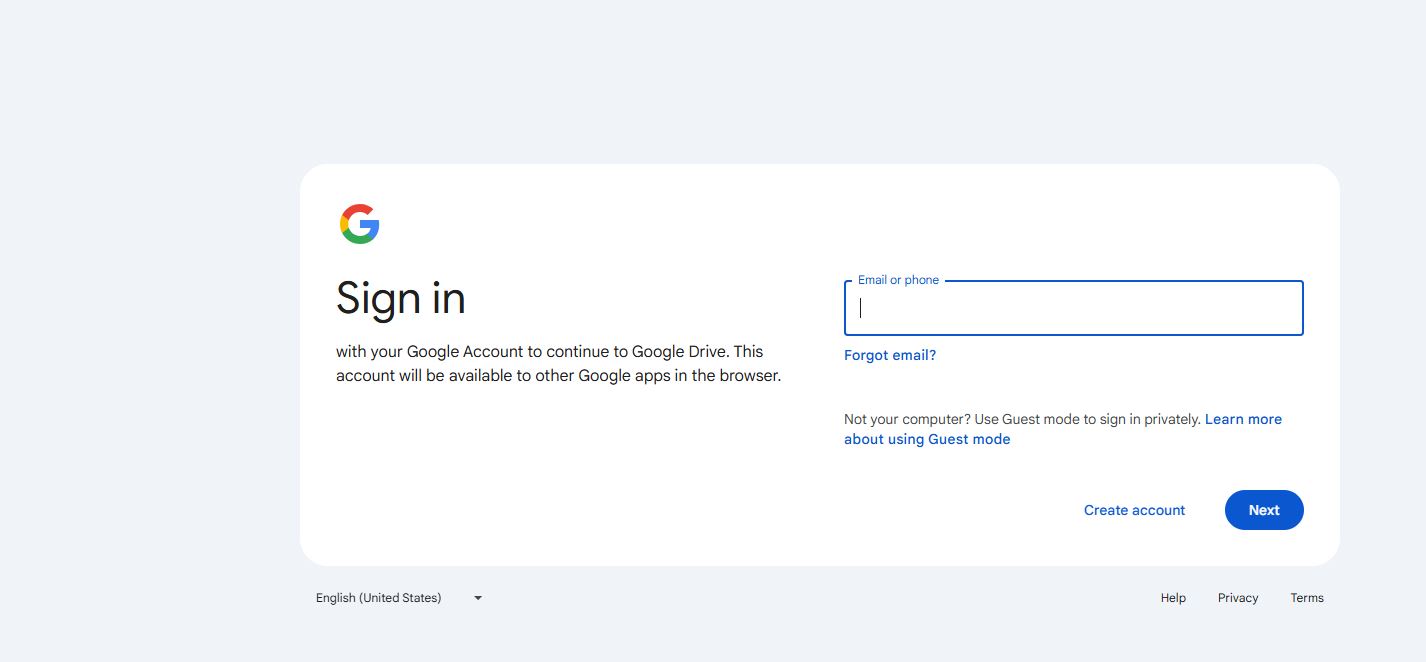 Sign in
with your Google Account to continue to Google Drive. This
account will be available to other Google apps in the browser.
Email or phone
Forgot email?
Not your computer? Use Guest mode to sign in privately. Learn more
about using Guest mode
Create account
Next
English (United States)
Help
Privacy
Terms